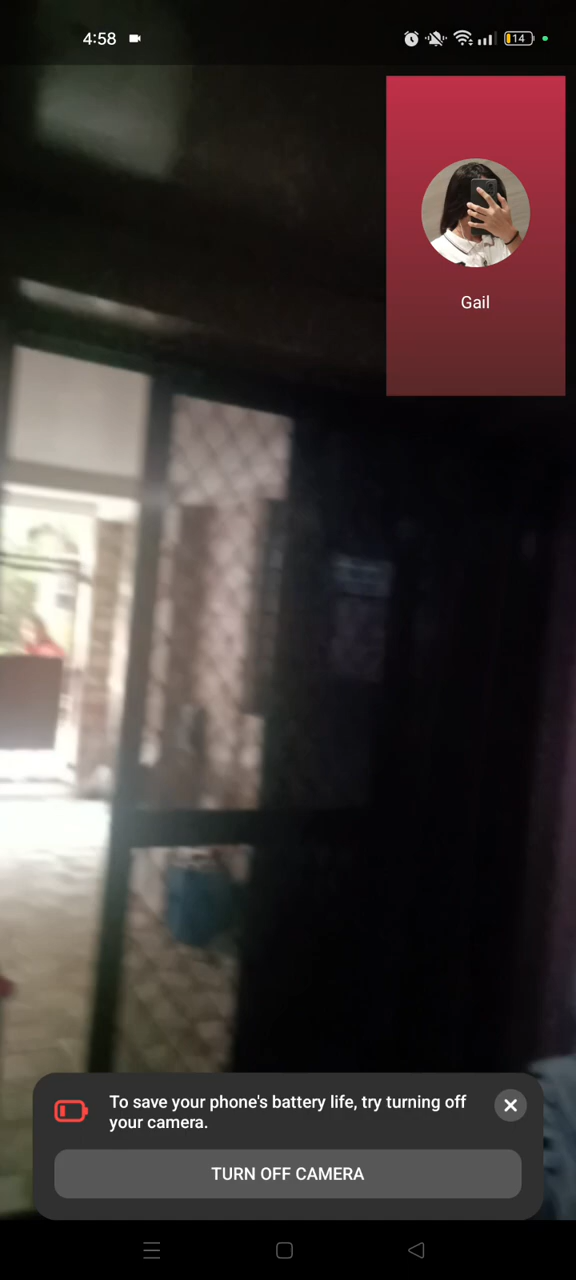 4:58
14
Gail
To save your phone's battery life, try turning off
your camera.
TURN OFF CAMERA